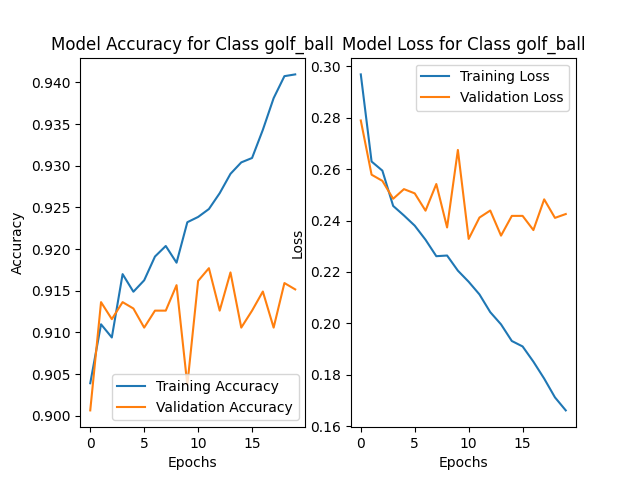 Model Accuracy for Class golf_ball
0.940
0.935
0.930
0.925
0.920
0.915
0.910
0.905
0.900
Accuracy
Training Accuracy
Validation Accuracy
0
5
10
15
Epochs
Model Loss for Class golf_ball
0.30
0.28
0.26
0.24
0.22
0.20
0.18
0.16
Loss
Training Loss
Validation Loss
0
5
10
15
Epochs